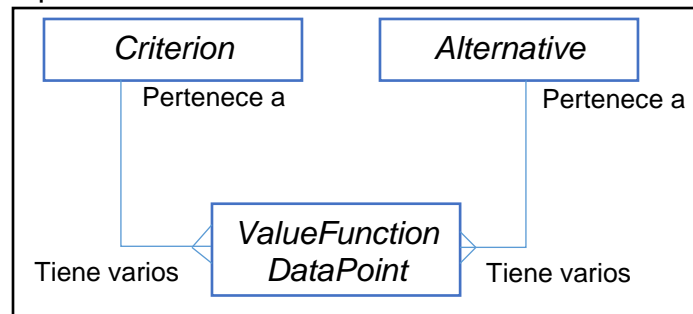 Criterion
Alternative
Pertenece a
Pertenece a
ValueFunction
DataPoint
Tiene varios
Tiene varios